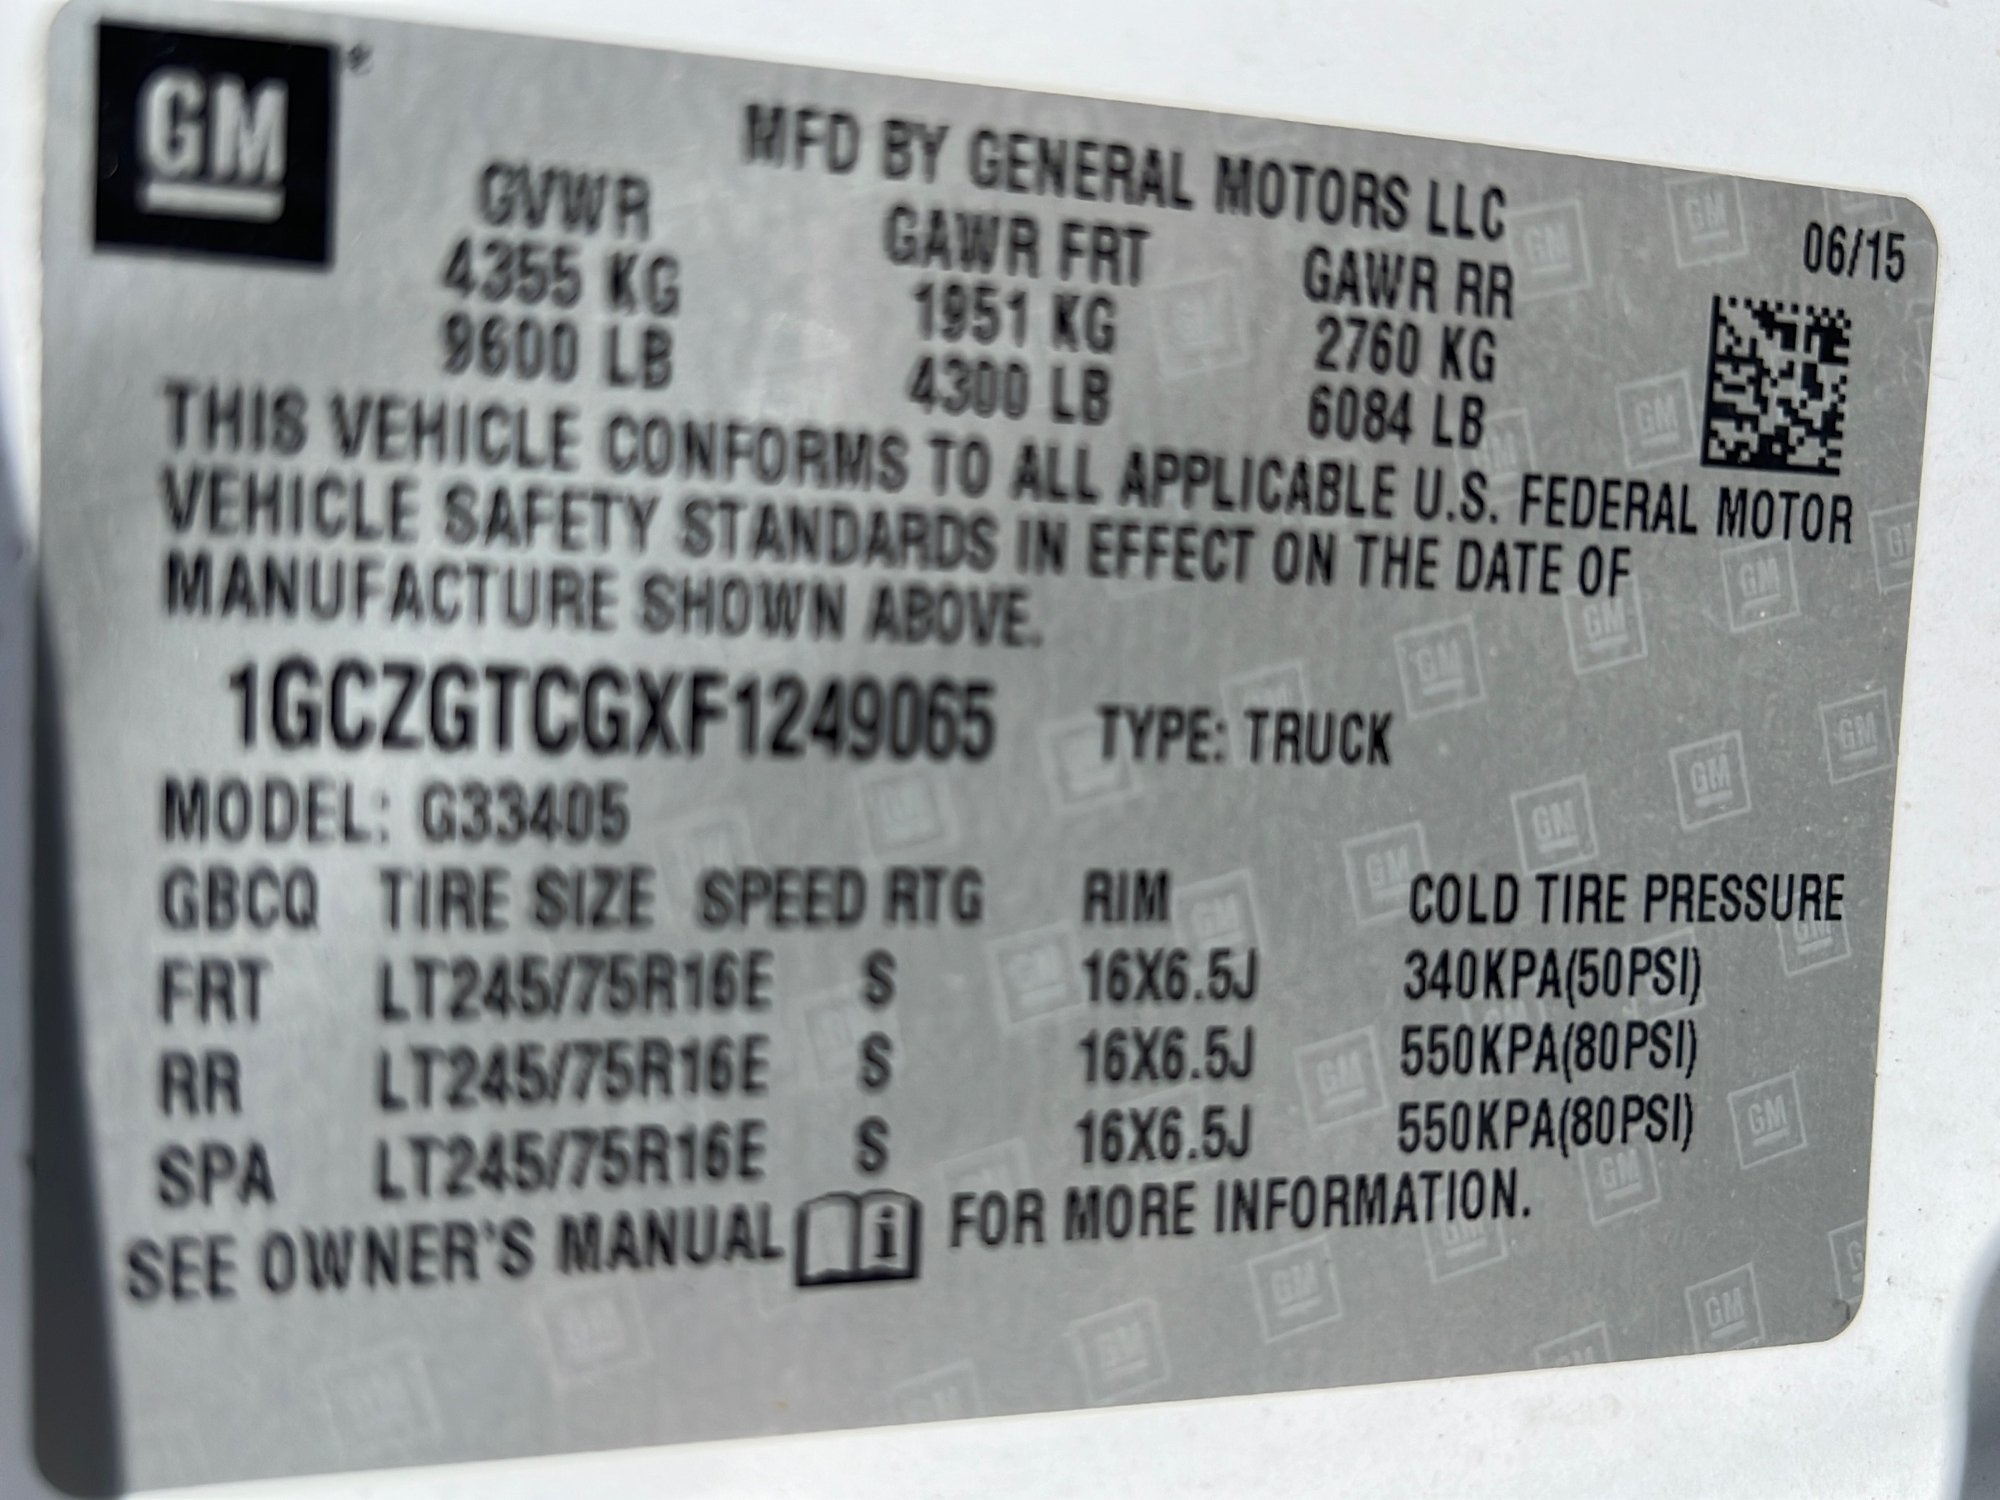 GM ®
MFD BY GENERAL MOTORS LLC
06/15
GVWR GAWR FRT GAWR RR
4355 KG 1951 KG 2760 KG
9600 LB 4300 LB 6084 LB
THIS VEHICLE CONFORMS TO ALL APPLICABLE U.S. FEDERAL MOTOR
VEHICLE SAFETY STANDARDS IN EFFECT ON THE DATE OF
MANUFACTURE SHOWN ABOVE.
1GCZGTCGXF1249065 TYPE: TRUCK
MODEL: G33405
GBCQ TIRE SIZE SPEED RTG RIM COLD TIRE PRESSURE
FRT LT245/75R16E S 16X6.5J 340KPA(50PSI)
RR LT245/75R16E S 16X6.5J 550KPA(80PSI)
SPA LT245/75R16E S 16X6.5J 550KPA(80PSI)
SEE OWNER'S MANUAL i FOR MORE INFORMATION.